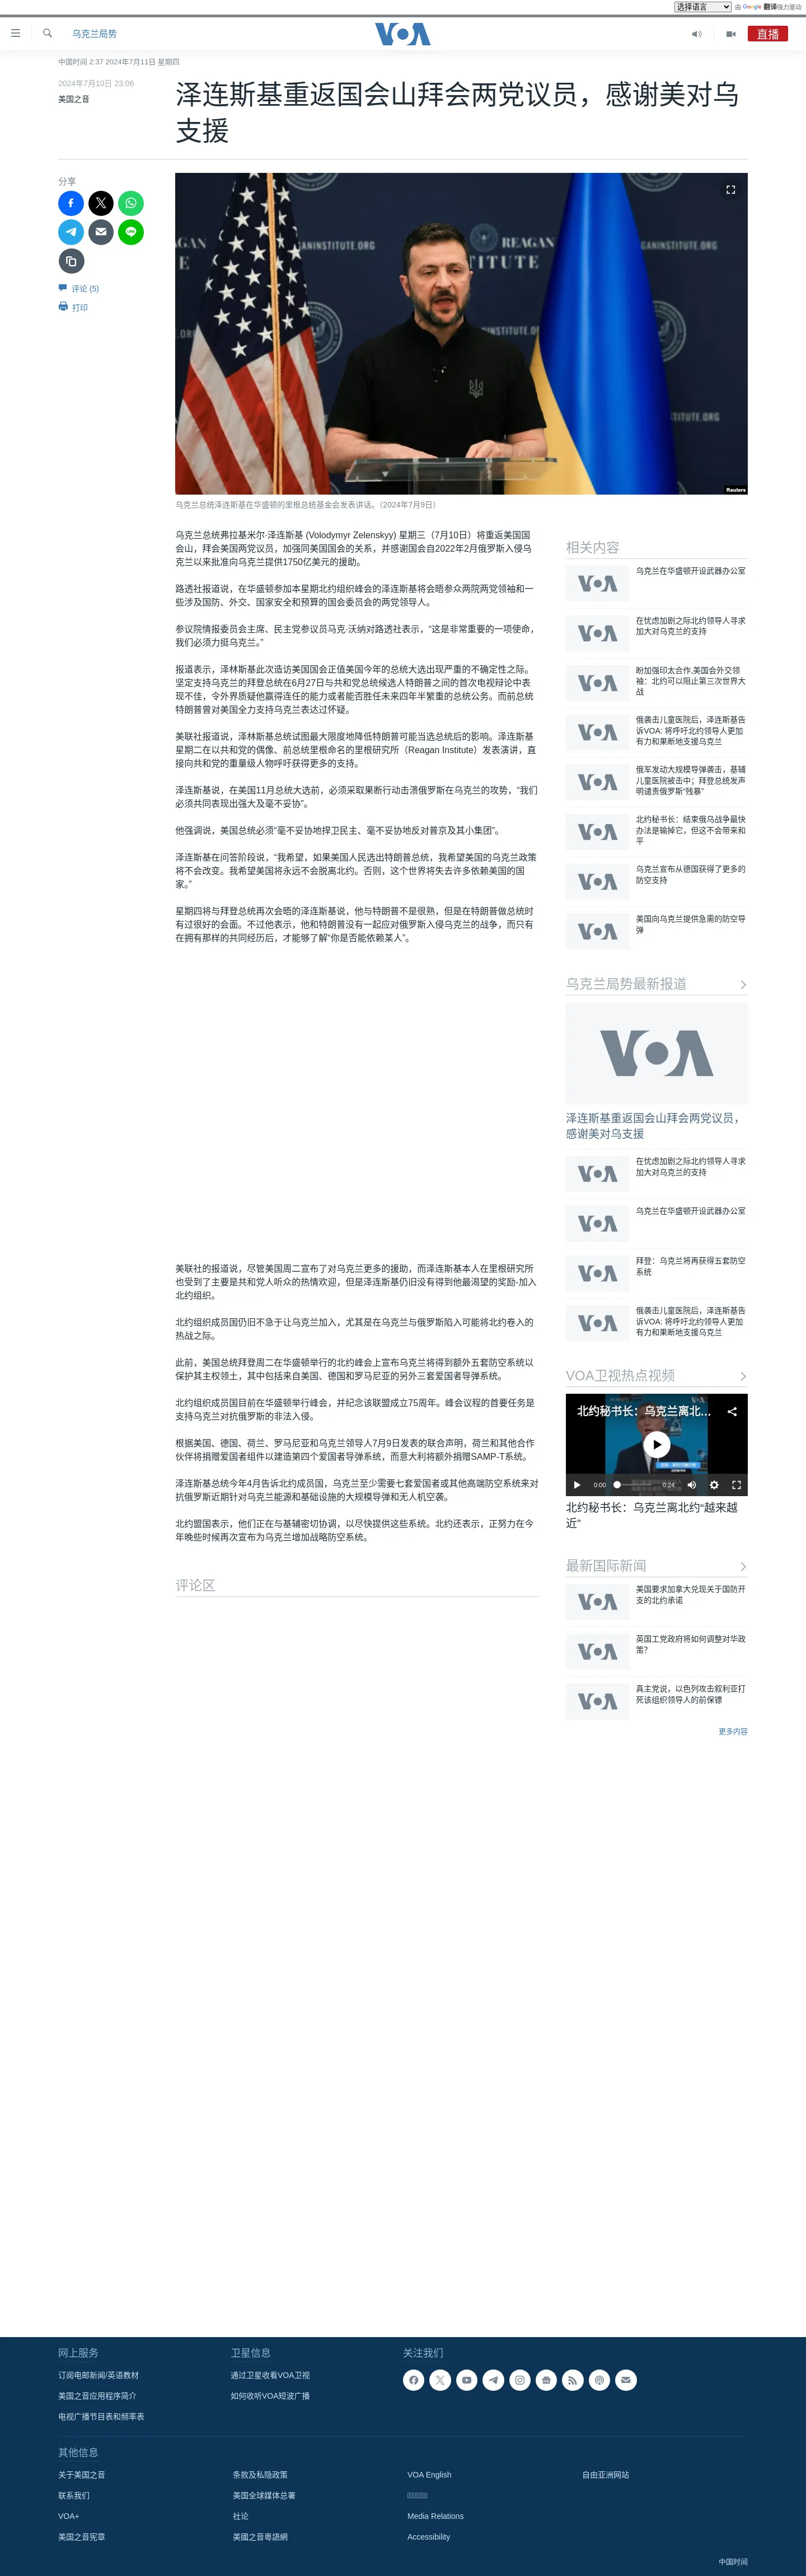 选择语言
由 Google 翻译强力驱动
乌克兰局势
VOA
直播
中国时间 2:37 2024年7月11日 星期四
2024年7月10日 23:06
美国之音
泽连斯基重返国会山拜会两党议员，感谢美对乌
支援
分享
评论 (5)
打印
Reuters
乌克兰总统泽连斯基在华盛顿的里根总统基金会发表讲话。（2024年7月9日）
乌克兰总统弗拉基米尔·泽连斯基 (Volodymyr Zelenskyy) 星期三（7月10日）将重返美国国
会山，拜会美国两党议员，加强同美国国会的关系，并感谢国会自2022年2月俄罗斯入侵乌
克兰以来批准向乌克兰提供1750亿美元的援助。
路透社报道说，在华盛顿参加本星期北约组织峰会的泽连斯基将会晤参众两院两党领袖和一
些涉及国防、外交、国家安全和预算的国会委员会的两党领导人。
参议院情报委员会主席、民主党参议员马克·沃纳对路透社表示，“这是非常重要的一项使命，
我们必须力挺乌克兰。”
报道表示，泽林斯基此次造访美国国会正值美国今年的总统大选出现严重的不确定性之际。
坚定支持乌克兰的拜登总统在6月27日与共和党总统候选人特朗普之间的首次电视辩论中表
现不佳，令外界质疑他赢得连任的能力或者能否胜任未来四年半繁重的总统公务。而前总统
特朗普曾对美国全力支持乌克兰表达过怀疑。
美联社报道说，泽林斯基总统试图最大限度地降低特朗普可能当选总统后的影响。泽连斯基
星期二在以共和党的偶像、前总统里根命名的里根研究所（Reagan Institute）发表演讲，直
接向共和党的重量级人物呼吁获得更多的支持。
泽连斯基说，在美国11月总统大选前，必须采取果断行动击溃俄罗斯在乌克兰的攻势，“我们
必须共同表现出强大及毫不妥协”。
他强调说，美国总统必须“毫不妥协地捍卫民主、毫不妥协地反对普京及其小集团”。
泽连斯基在问答阶段说，“我希望，如果美国人民选出特朗普总统，我希望美国的乌克兰政策
将不会改变。我希望美国将永远不会脱离北约。否则，这个世界将失去许多依赖美国的国
家。”
星期四将与拜登总统再次会晤的泽连斯基说，他与特朗普不是很熟，但是在特朗普做总统时
有过很好的会面。不过他表示，他和特朗普没有一起应对俄罗斯入侵乌克兰的战争，而只有
在拥有那样的共同经历后，才能够了解“你是否能依赖某人”。
美联社的报道说，尽管美国周二宣布了对乌克兰更多的援助，而泽连斯基本人在里根研究所
也受到了主要是共和党人听众的热情欢迎，但是泽连斯基仍旧没有得到他最渴望的奖励-加入
北约组织。
北约组织成员国仍旧不急于让乌克兰加入，尤其是在乌克兰与俄罗斯陷入可能将北约卷入的
热战之际。
此前，美国总统拜登周二在华盛顿举行的北约峰会上宣布乌克兰将得到额外五套防空系统以
保护其主权领土，其中包括来自美国、德国和罗马尼亚的另外三套爱国者导弹系统。
北约组织成员国目前在华盛顿举行峰会，并纪念该联盟成立75周年。峰会议程的首要任务是
支持乌克兰对抗俄罗斯的非法入侵。
根据美国、德国、荷兰、罗马尼亚和乌克兰领导人7月9日发表的联合声明，荷兰和其他合作
伙伴将捐赠爱国者组件以建造第四个爱国者导弹系统，而意大利将额外捐赠SAMP-T系统。
泽连斯基总统今年4月告诉北约成员国，乌克兰至少需要七套爱国者或其他高端防空系统来对
抗俄罗斯近期针对乌克兰能源和基础设施的大规模导弹和无人机空袭。
北约盟国表示，他们正在与基辅密切协调，以尽快提供这些系统。北约还表示，正努力在今
年晚些时候再次宣布为乌克兰增加战略防空系统。
评论区
相关内容
乌克兰在华盛顿开设武器办公室
在忧虑加剧之际北约领导人寻求
加大对乌克兰的支持
盼加强印太合作,美国会外交领
袖：北约可以阻止第三次世界大
战
俄袭击儿童医院后，泽连斯基告
诉VOA: 将呼吁北约领导人更加
有力和果断地支援乌克兰
俄军发动大规模导弹袭击，基辅
儿童医院被击中；拜登总统发声
明谴责俄罗斯“残暴”
北约秘书长：结束俄乌战争最快
办法是输掉它，但这不会带来和
平
乌克兰宣布从德国获得了更多的
防空支持
美国向乌克兰提供急需的防空导
弹
乌克兰局势最新报道
VOA
泽连斯基重返国会山拜会两党议员，
感谢美对乌支援
在忧虑加剧之际北约领导人寻求
加大对乌克兰的支持
乌克兰在华盛顿开设武器办公室
拜登：乌克兰将再获得五套防空
系统
俄袭击儿童医院后，泽连斯基告
诉VOA: 将呼吁北约领导人更加
有力和果断地支援乌克兰
VOA卫视热点视频
北约秘书长：乌克兰离北...
0:00 0:24
北约秘书长：乌克兰离北约“越来越
近”
最新国际新闻
美国要求加拿大兑现关于国防开
支的北约承诺
英国工党政府将如何调整对华政
策？
真主党说，以色列攻击叙利亚打
死该组织领导人的前保镖
更多内容
网上服务
订阅电邮新闻/英语教材
美国之音应用程序简介
电视广播节目表和频率表
卫星信息
通过卫星收看VOA卫视
如何收听VOA短波广播
关注我们
其他信息
关于美国之音
联系我们
VOA+
美国之音宪章
条款及私隐政策
美国全球媒体总署
社论
美國之音粵語網
VOA English
Media Relations
Accessibility
自由亚洲网站
中国时间